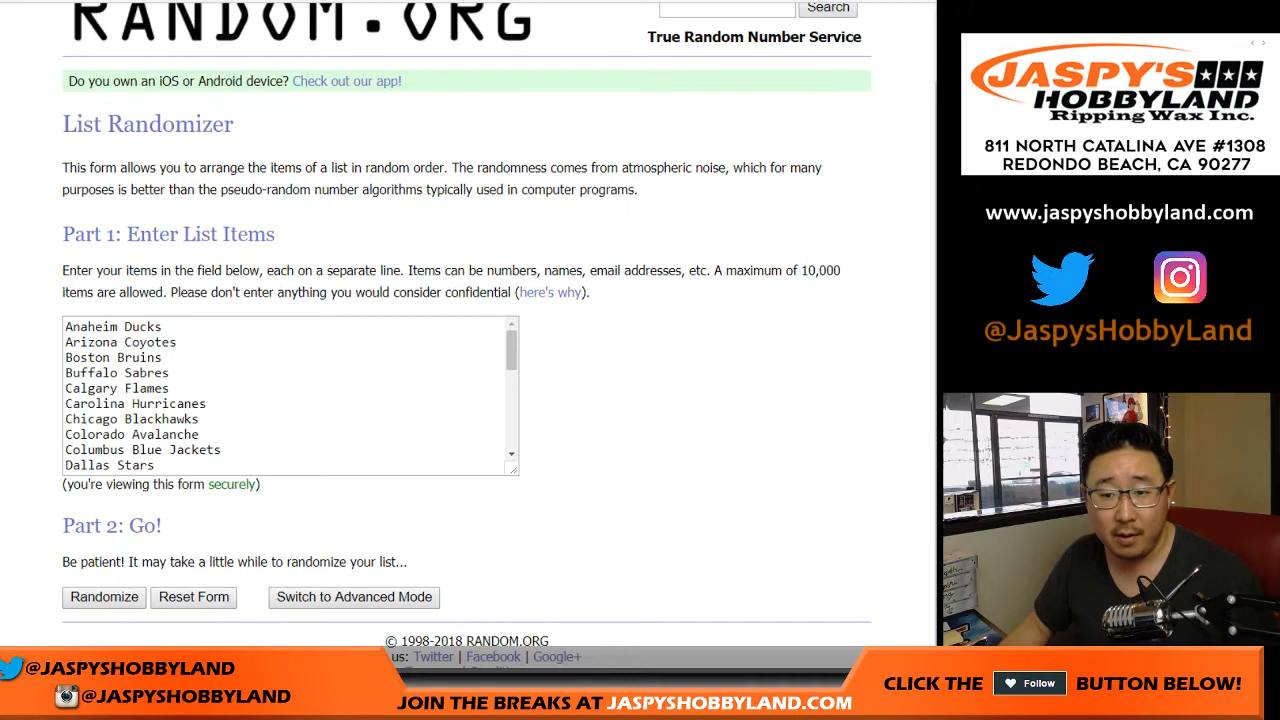 RANDOM.ORG
Search
True Random Number Service
Do you own an iOS or Android device? Check out our app!
List Randomizer
This form allows you to arrange the items of a list in random order. The randomness comes from atmospheric noise, which for many
purposes is better than the pseudo-random number algorithms typically used in computer programs.
Part 1: Enter List Items
Enter your items in the field below, each on a separate line. Items can be numbers, names, email addresses, etc. A maximum of 10,000
items are allowed. Please don't enter anything you would consider confidential (here's why).
Anaheim Ducks
Arizona Coyotes
Boston Bruins
Buffalo Sabres
Calgary Flames
Carolina Hurricanes
Chicago Blackhawks
Colorado Avalanche
Columbus Blue Jackets
Dallas Stars
(you're viewing this form securely)
Part 2: Go!
Be patient! It may take a little while to randomize your list...
Randomize Reset Form Switch to Advanced Mode
© 1998-2018 RANDOM.ORG
us: Twitter | Facebook | Google+
JASPY'S
HOBBYLAND
Ripping Wax Inc.
811 NORTH CATALINA AVE #1308
REDONDO BEACH, CA 90277
www.jaspyshobbyland.com
@JaspysHobbyLand
@JASPYSHOBBYLAND
@JASPYSHOBBYLAND
JOIN THE BREAKS AT JASPYSHOBBYLAND.COM
CLICK THE Follow BUTTON BELOW!